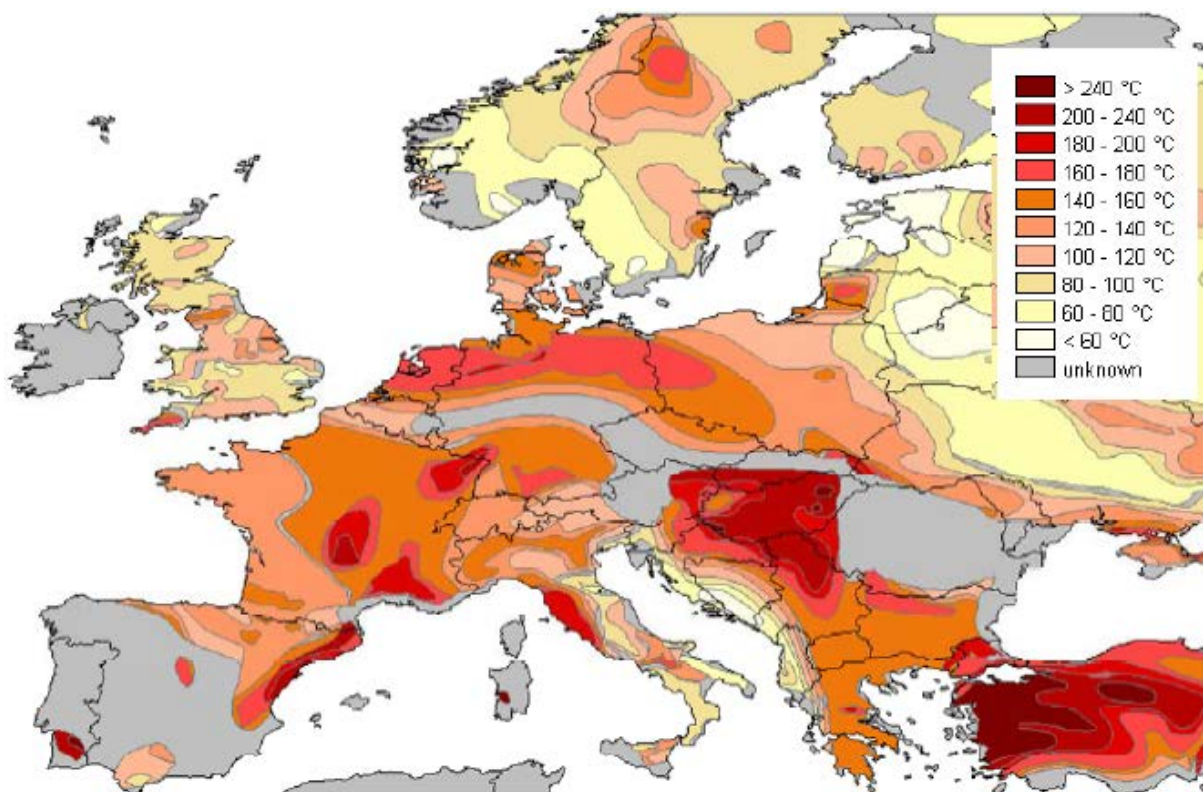 > 240 °C
200 - 240 °C
180 - 200 °C
160 - 180 °C
140 - 160 °C
120 - 140 °C
100 - 120 °C
80 - 100 °C
60 - 80 °C
< 60 °C
unknown